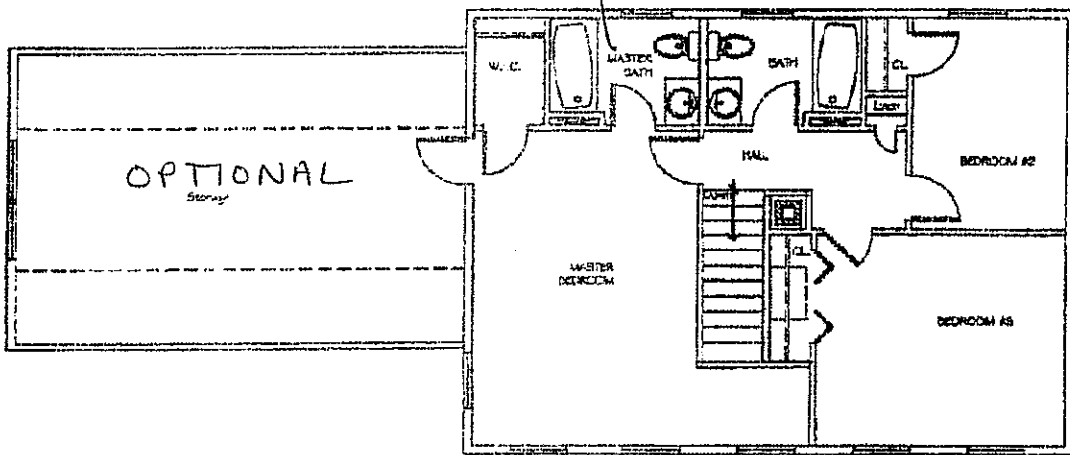 W. C.
MASTER
BATH
BATH
CL.
HALL
BEDROOM #2
OPTIONAL
Storage
MASTER
BEDROOM
CL.
BEDROOM #3